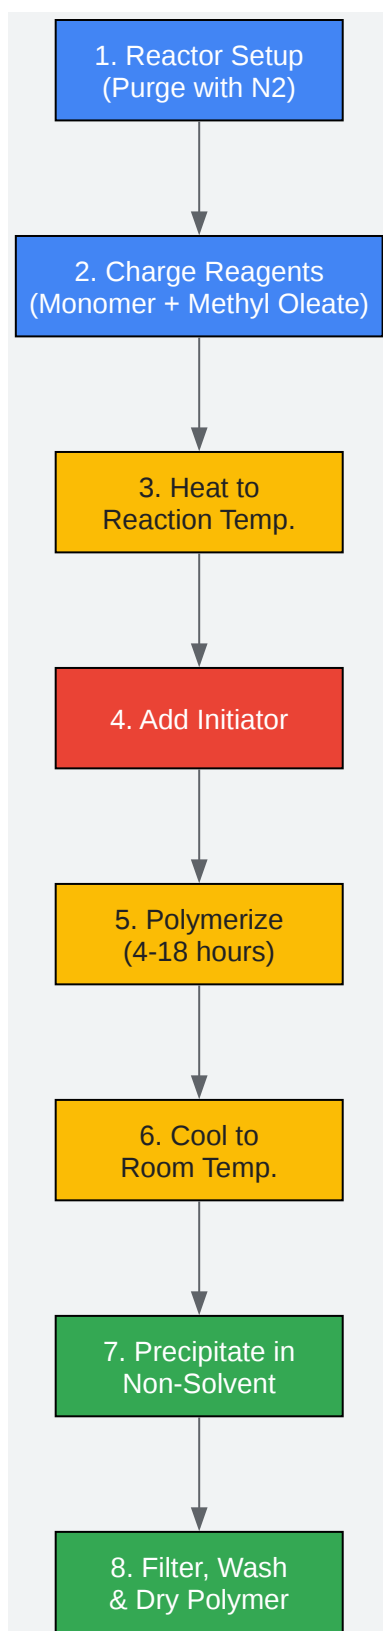 1. Reactor Setup
(Purge with N2)
2. Charge Reagents
(Monomer + Methyl Oleate)
3. Heat to
Reaction Temp.
4. Add Initiator
5. Polymerize
(4-18 hours)
6. Cool to
Room Temp.
7. Precipitate in
Non-Solvent
8. Filter, Wash
& Dry Polymer